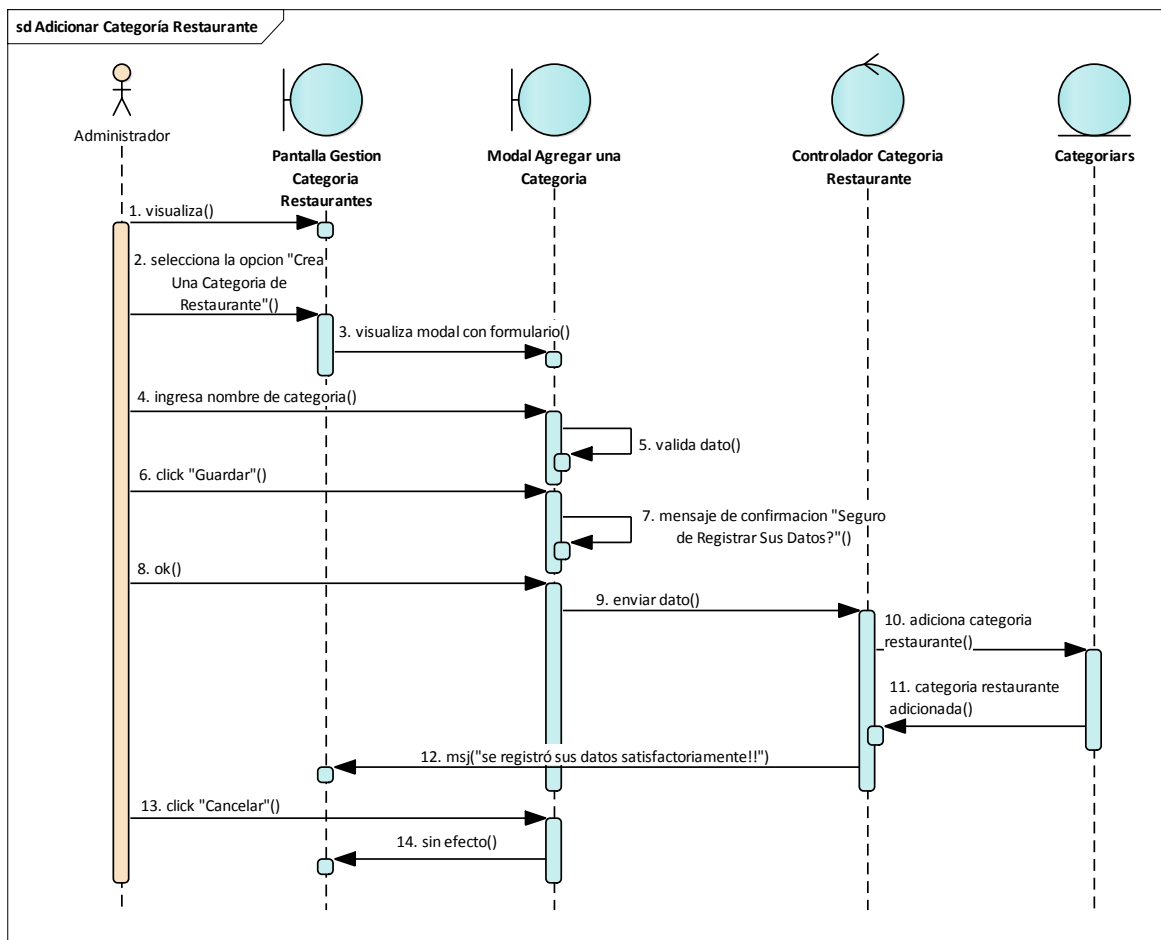 sd Adicionar Categoría Restaurante
Administrador
Pantalla Gestion
Categoria
Restaurantes
Modal Agregar una
Categoria
Controlador Categoria
Restaurante
Categoriars
1. visualiza()
2. selecciona la opcion "Crea
Una Categoria de
Restaurante"()
3. visualiza modal con formulario()
4. ingresa nombre de categoria()
5. valida dato()
6. click "Guardar"()
7. mensaje de confirmacion "Seguro
de Registrar Sus Datos?"()
8. ok()
9. enviar dato()
10. adiciona categoria
restaurante()
11. categoria restaurante
adicionada()
12. msj("se registró sus datos satisfactoriamente!!")
13. click "Cancelar"()
14. sin efecto()